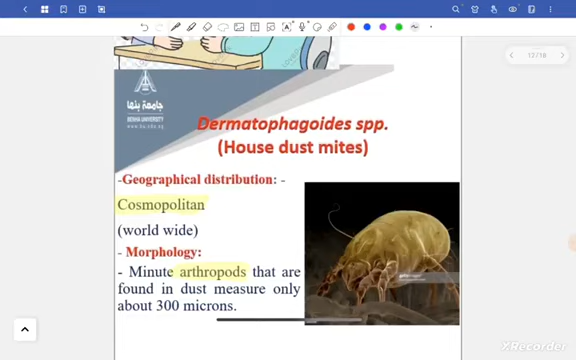 12/18
جامعة بنها
BENHA UNIVERSITY
Dermatophagoides spp.
(House dust mites)
-Geographical distribution: -
Cosmopolitan
(world wide)
- Morphology:
- Minute arthropods that are
found in dust measure only
about 300 microns.
XRecorder